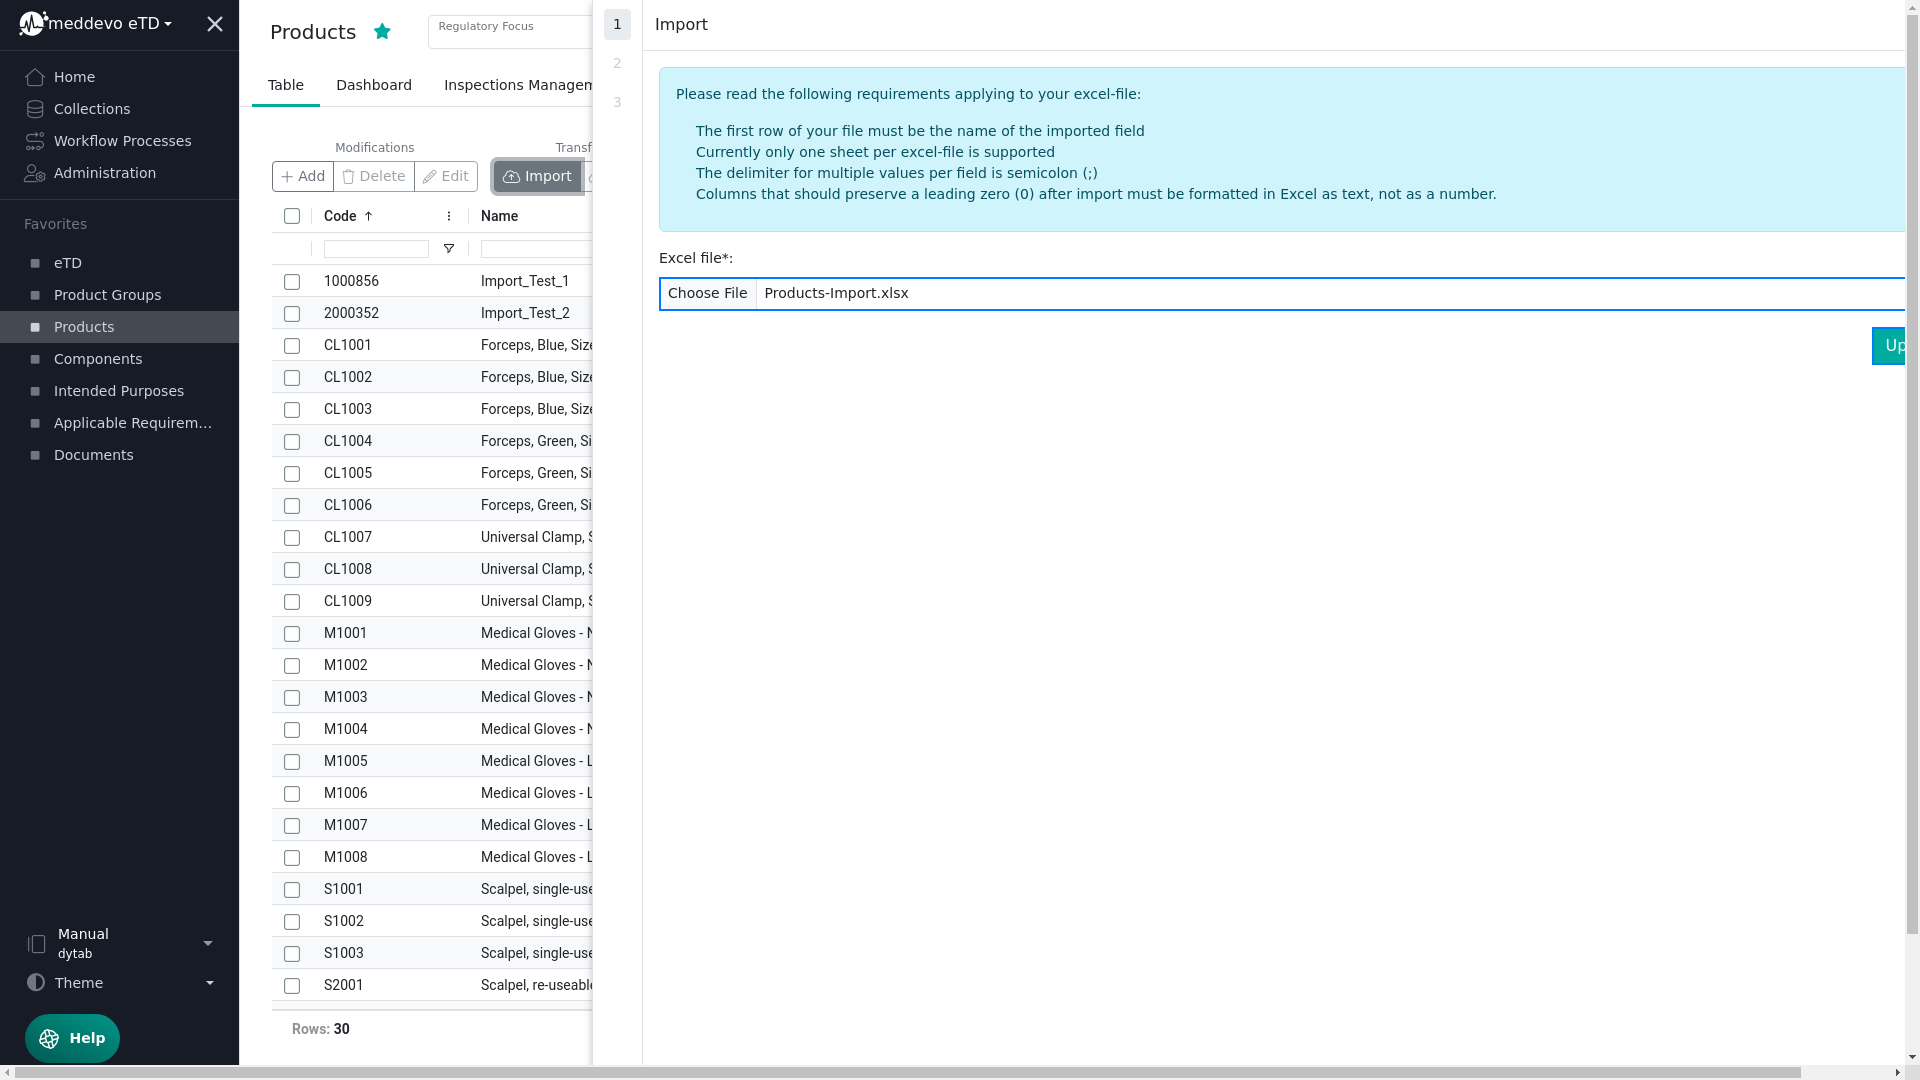 meddevo eTD
Home
Collections
Workflow Processes
Administration
Favorites
eTD
Product Groups
Products
Components
Intended Purposes
Applicable Requirem...
Documents
Manual
dytab
Theme
Help
Products
Regulatory Focus
Table
Dashboard
Inspections Managem
Modifications
Transf
Add
Delete
Edit
Import
Code
Name
1000856
Import_Test_1
2000352
Import_Test_2
CL1001
Forceps, Blue, Size
CL1002
Forceps, Blue, Size
CL1003
Forceps, Blue, Size
CL1004
Forceps, Green, Si
CL1005
Forceps, Green, Si
CL1006
Forceps, Green, Si
CL1007
Universal Clamp, S
CL1008
Universal Clamp, S
CL1009
Universal Clamp, S
M1001
Medical Gloves - N
M1002
Medical Gloves - N
M1003
Medical Gloves - N
M1004
Medical Gloves - N
M1005
Medical Gloves - L
M1006
Medical Gloves - L
M1007
Medical Gloves - L
M1008
Medical Gloves - L
S1001
Scalpel, single-use
S1002
Scalpel, single-use
S1003
Scalpel, single-use
S2001
Scalpel, re-useable
Rows: 30
1
2
3
Import
Please read the following requirements applying to your excel-file:
The first row of your file must be the name of the imported field
Currently only one sheet per excel-file is supported
The delimiter for multiple values per field is semicolon (;)
Columns that should preserve a leading zero (0) after import must be formatted in Excel as text, not as a number.
Excel file*:
Choose File
Products-Import.xlsx
Up